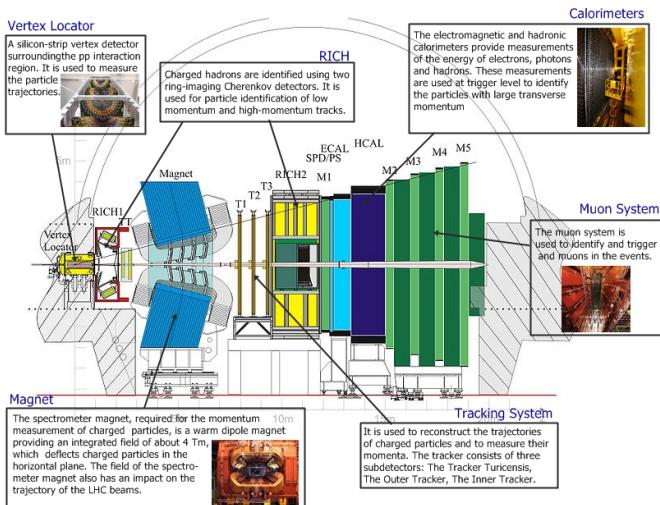 Vertex Locator
A silicon-strip vertex detector
surroundingthe pp interaction
region. It is used to measure
the particle
trajectories.
RICH
Charged hadrons are identified using two
ring-imaging Cherenkov detectors. It is
used for particle identification of low
momentum and high-momentum tracks.
Calorimeters
The electromagnetic and hadronic
calorimeters provide measurements
of the energy of electrons, photons
and hadrons. These measurements
are used at trigger level to identify
the particles with large transverse
momentum
5m
Magnet
RICH1
TT
Vertex
Locator
T1
T2
T3
RICH2
SPD/PS
ECAL
HCAL
M1
M2
M3
M4
M5
Muon System
The muon system is
used to identify and trigger
and muons in the events.
Magnet
The spectrometer magnet, required for the momentum
measurement of charged particles, is a warm dipole magnet
providing an integrated field of about 4 Tm,
which deflects charged particles in the
horizontal plane. The field of the spectro-
meter magnet also has an impact on the
trajectory of the LHC beams.
10m
Tracking System
It is used to reconstruct the trajectories
of charged particles and to measure their
momenta. The tracker consists of three
subdetectors: The Tracker Turicensis,
The Outer Tracker, The Inner Tracker.